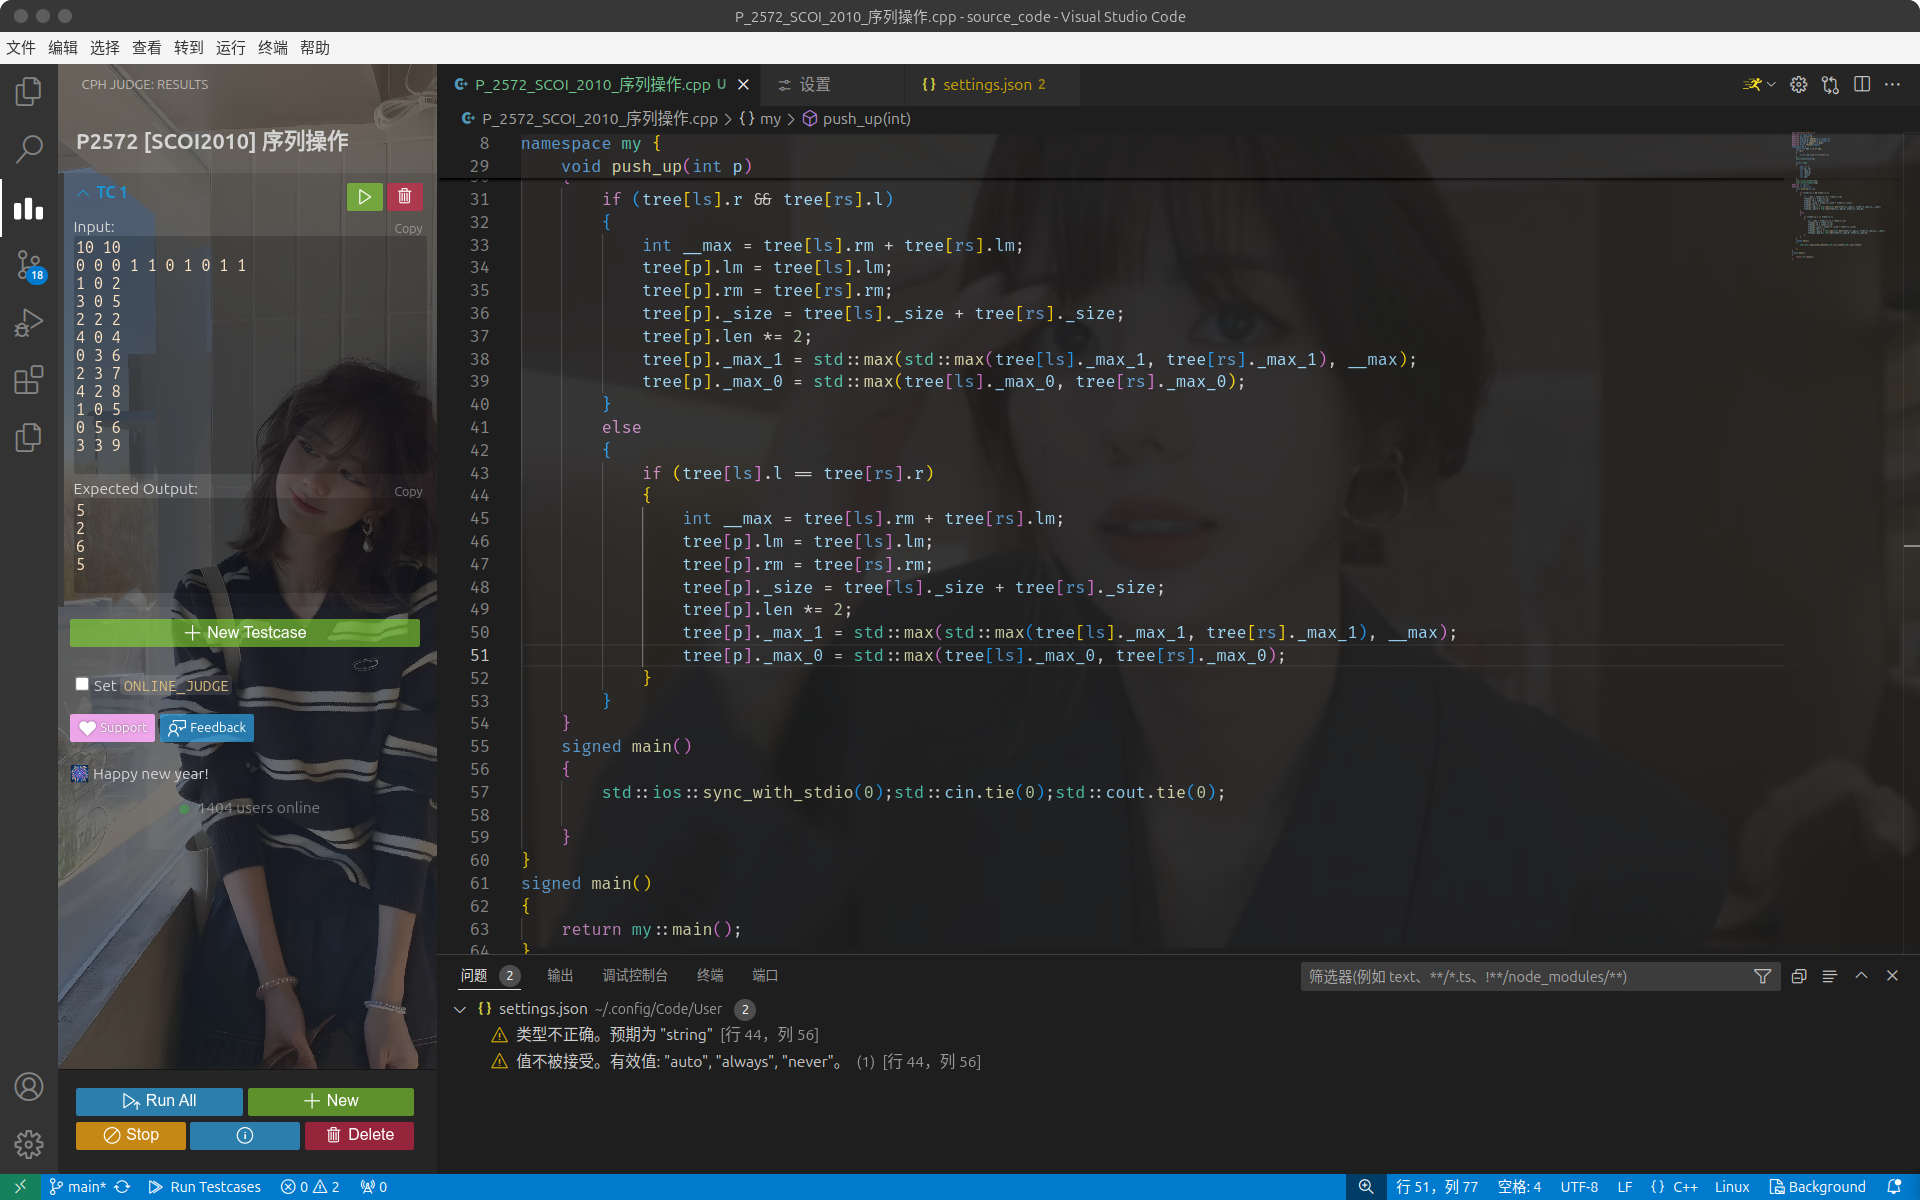 P_2572_SCOI_2010_序列操作.cpp - source_code - Visual Studio Code
文件 编辑 选择 查看 转到 运行 终端 帮助
CPH JUDGE: RESULTS
P2572 [SCOI2010] 序列操作
TC 1
Input:
Copy
10 10
0 0 0 1 1 0 1 0 1 1
1 0 2
3 0 5
2 2 2
4 0 4
0 3 6
2 3 7
4 2 8
1 0 5
0 5 6
3 3 9
Expected Output:
Copy
5
2
6
5
New Testcase
Set ONLINE_JUDGE
Support
Feedback
Happy new year!
1404 users online
Run All
New
Stop
Delete
18
P_2572_SCOI_2010_序列操作.cpp U
设置
{} settings.json 2
P_2572_SCOI_2010_序列操作.cpp > {} my > push_up(int)
8 namespace my {
29 void push_up(int p)
31 if (tree[ls].r && tree[rs].l)
32 {
33 int __max = tree[ls].rm + tree[rs].lm;
34 tree[p].lm = tree[ls].lm;
35 tree[p].rm = tree[rs].rm;
36 tree[p]._size = tree[ls]._size + tree[rs]._size;
37 tree[p].len *= 2;
38 tree[p]._max_1 = std::max(std::max(tree[ls]._max_1, tree[rs]._max_1), __max);
39 tree[p]._max_0 = std::max(tree[ls]._max_0, tree[rs]._max_0);
40 }
41 else
42 {
43 if (tree[ls].l == tree[rs].r)
44 {
45 int __max = tree[ls].rm + tree[rs].lm;
46 tree[p].lm = tree[ls].lm;
47 tree[p].rm = tree[rs].rm;
48 tree[p]._size = tree[ls]._size + tree[rs]._size;
49 tree[p].len *= 2;
50 tree[p]._max_1 = std::max(std::max(tree[ls]._max_1, tree[rs]._max_1), __max);
51 tree[p]._max_0 = std::max(tree[ls]._max_0, tree[rs]._max_0);
52 }
53 }
54 }
55 signed main()
56 {
57 std::ios::sync_with_stdio(0);std::cin.tie(0);std::cout.tie(0);
58
59 }
60 }
61 signed main()
62 {
63 return my::main();
64 }
问题 2 输出 调试控制台 终端 端口
筛选器(例如 text、**/*.ts、!**/node_modules/**)
{} settings.json ~/.config/Code/User 2
类型不正确。预期为 "string" [行 44，列 56]
值不被接受。有效值: "auto", "always", "never"。 (1) [行 44，列 56]
main* Run Testcases 0 2 0
行 51，列 77 空格: 4 UTF-8 LF {} C++ Linux Background